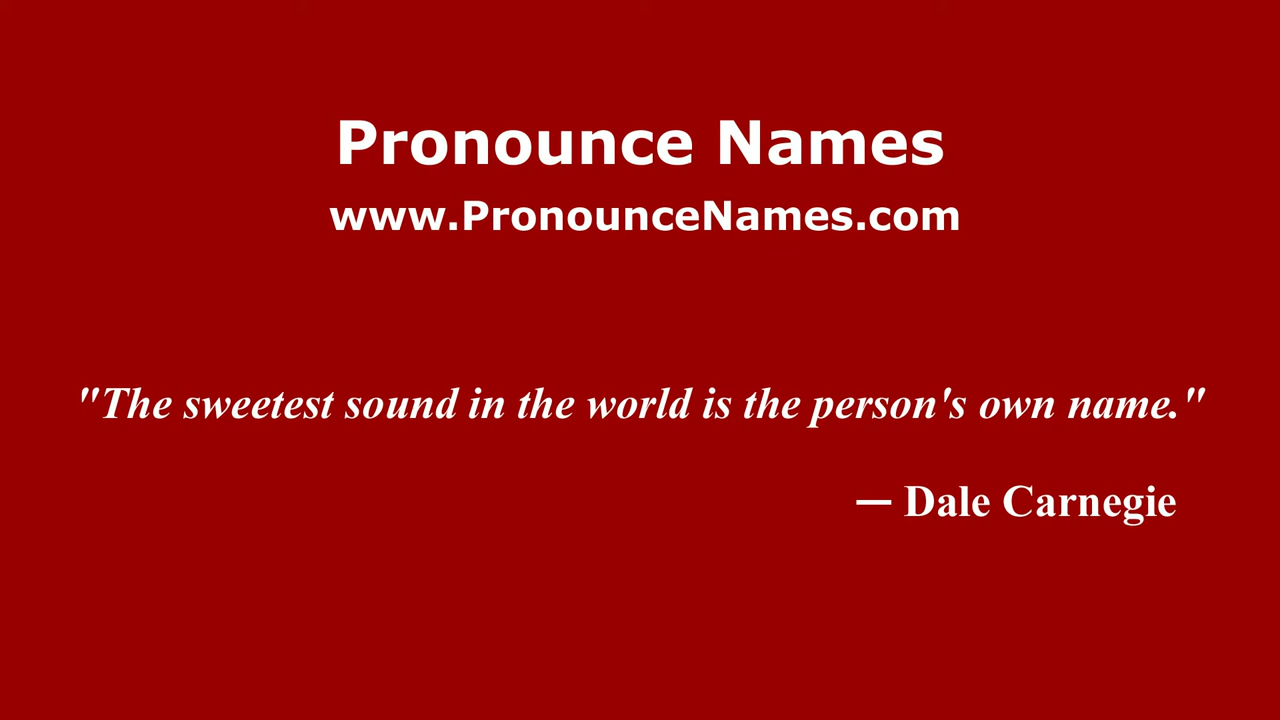 Pronounce Names
www.PronounceNames.com
"The sweetest sound in the world is the person's own name."
— Dale Carnegie